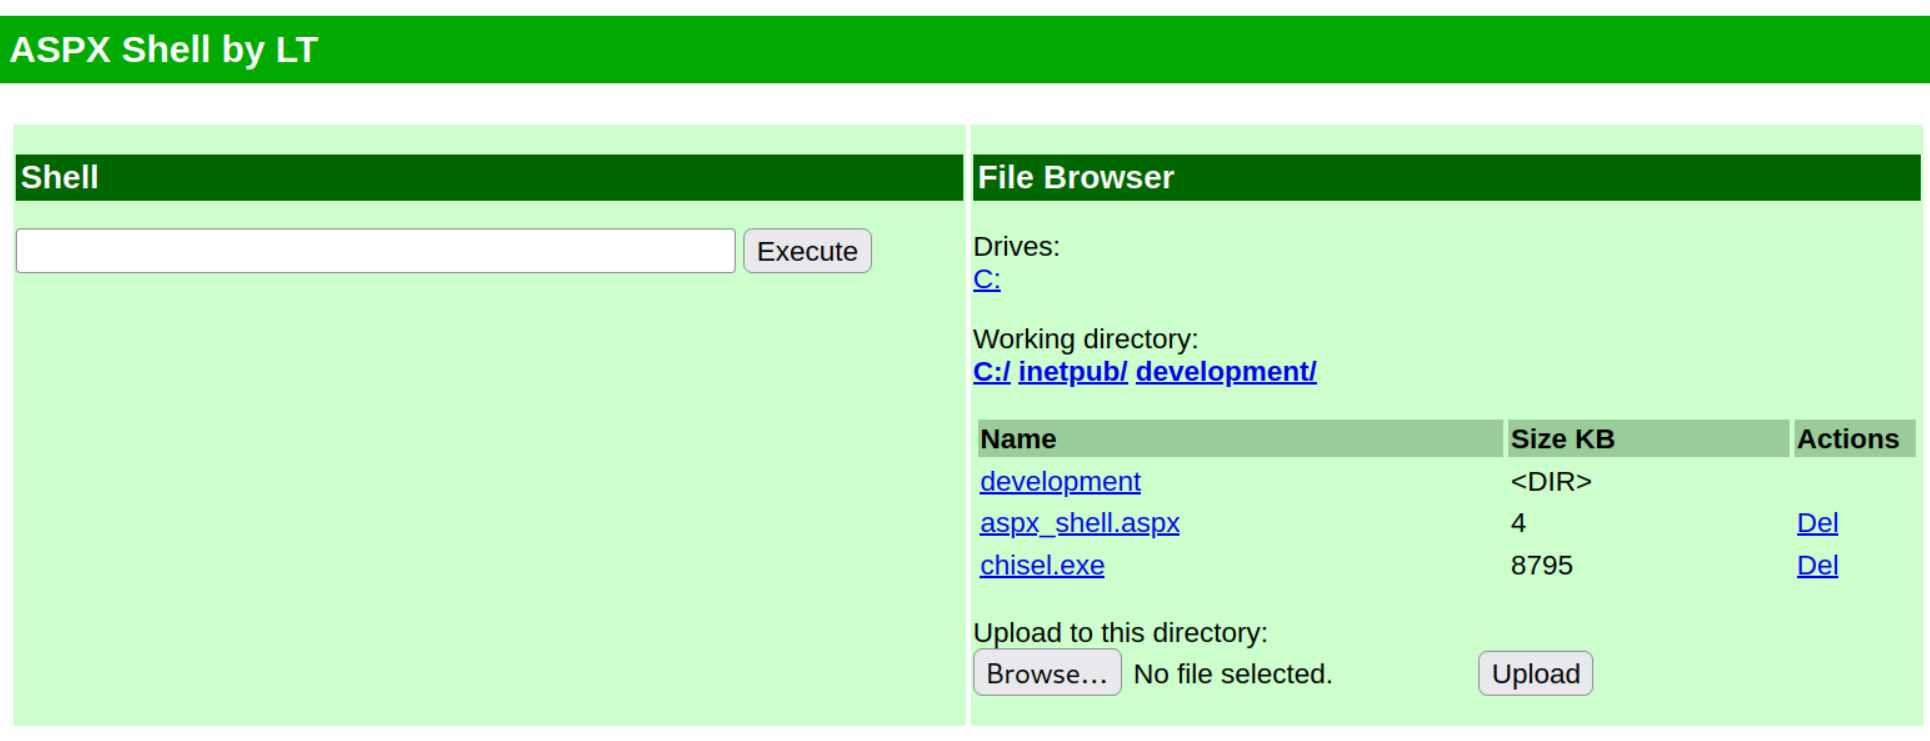 ASPX Shell by LT
Shell
Execute
File Browser
Drives:
C:
Working directory:
C:/ inetpub/ development/
Name Size KB Actions
development <DIR>
aspx_shell.aspx 4 Del
chisel.exe 8795 Del
Upload to this directory:
Browse... No file selected. Upload